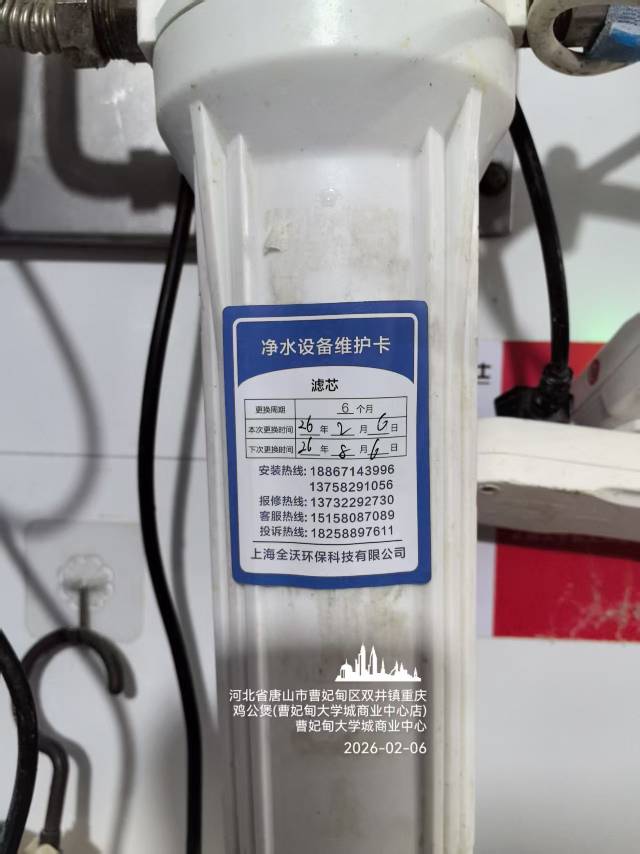 净水设备维护卡
滤芯
更换周期 6 个月
本次更换时间 26 年 2 月 6 日
下次更换时间 26 年 8 月 6 日
安装热线: 18867143996
13758291056
报修热线: 13732292730
客服热线: 15158087089
投诉热线: 18258897611
上海全沃环保科技有限公司
河北省唐山市曹妃甸区双井镇重庆
鸡公煲(曹妃甸大学城商业中心店)
曹妃甸大学城商业中心
2026-02-06